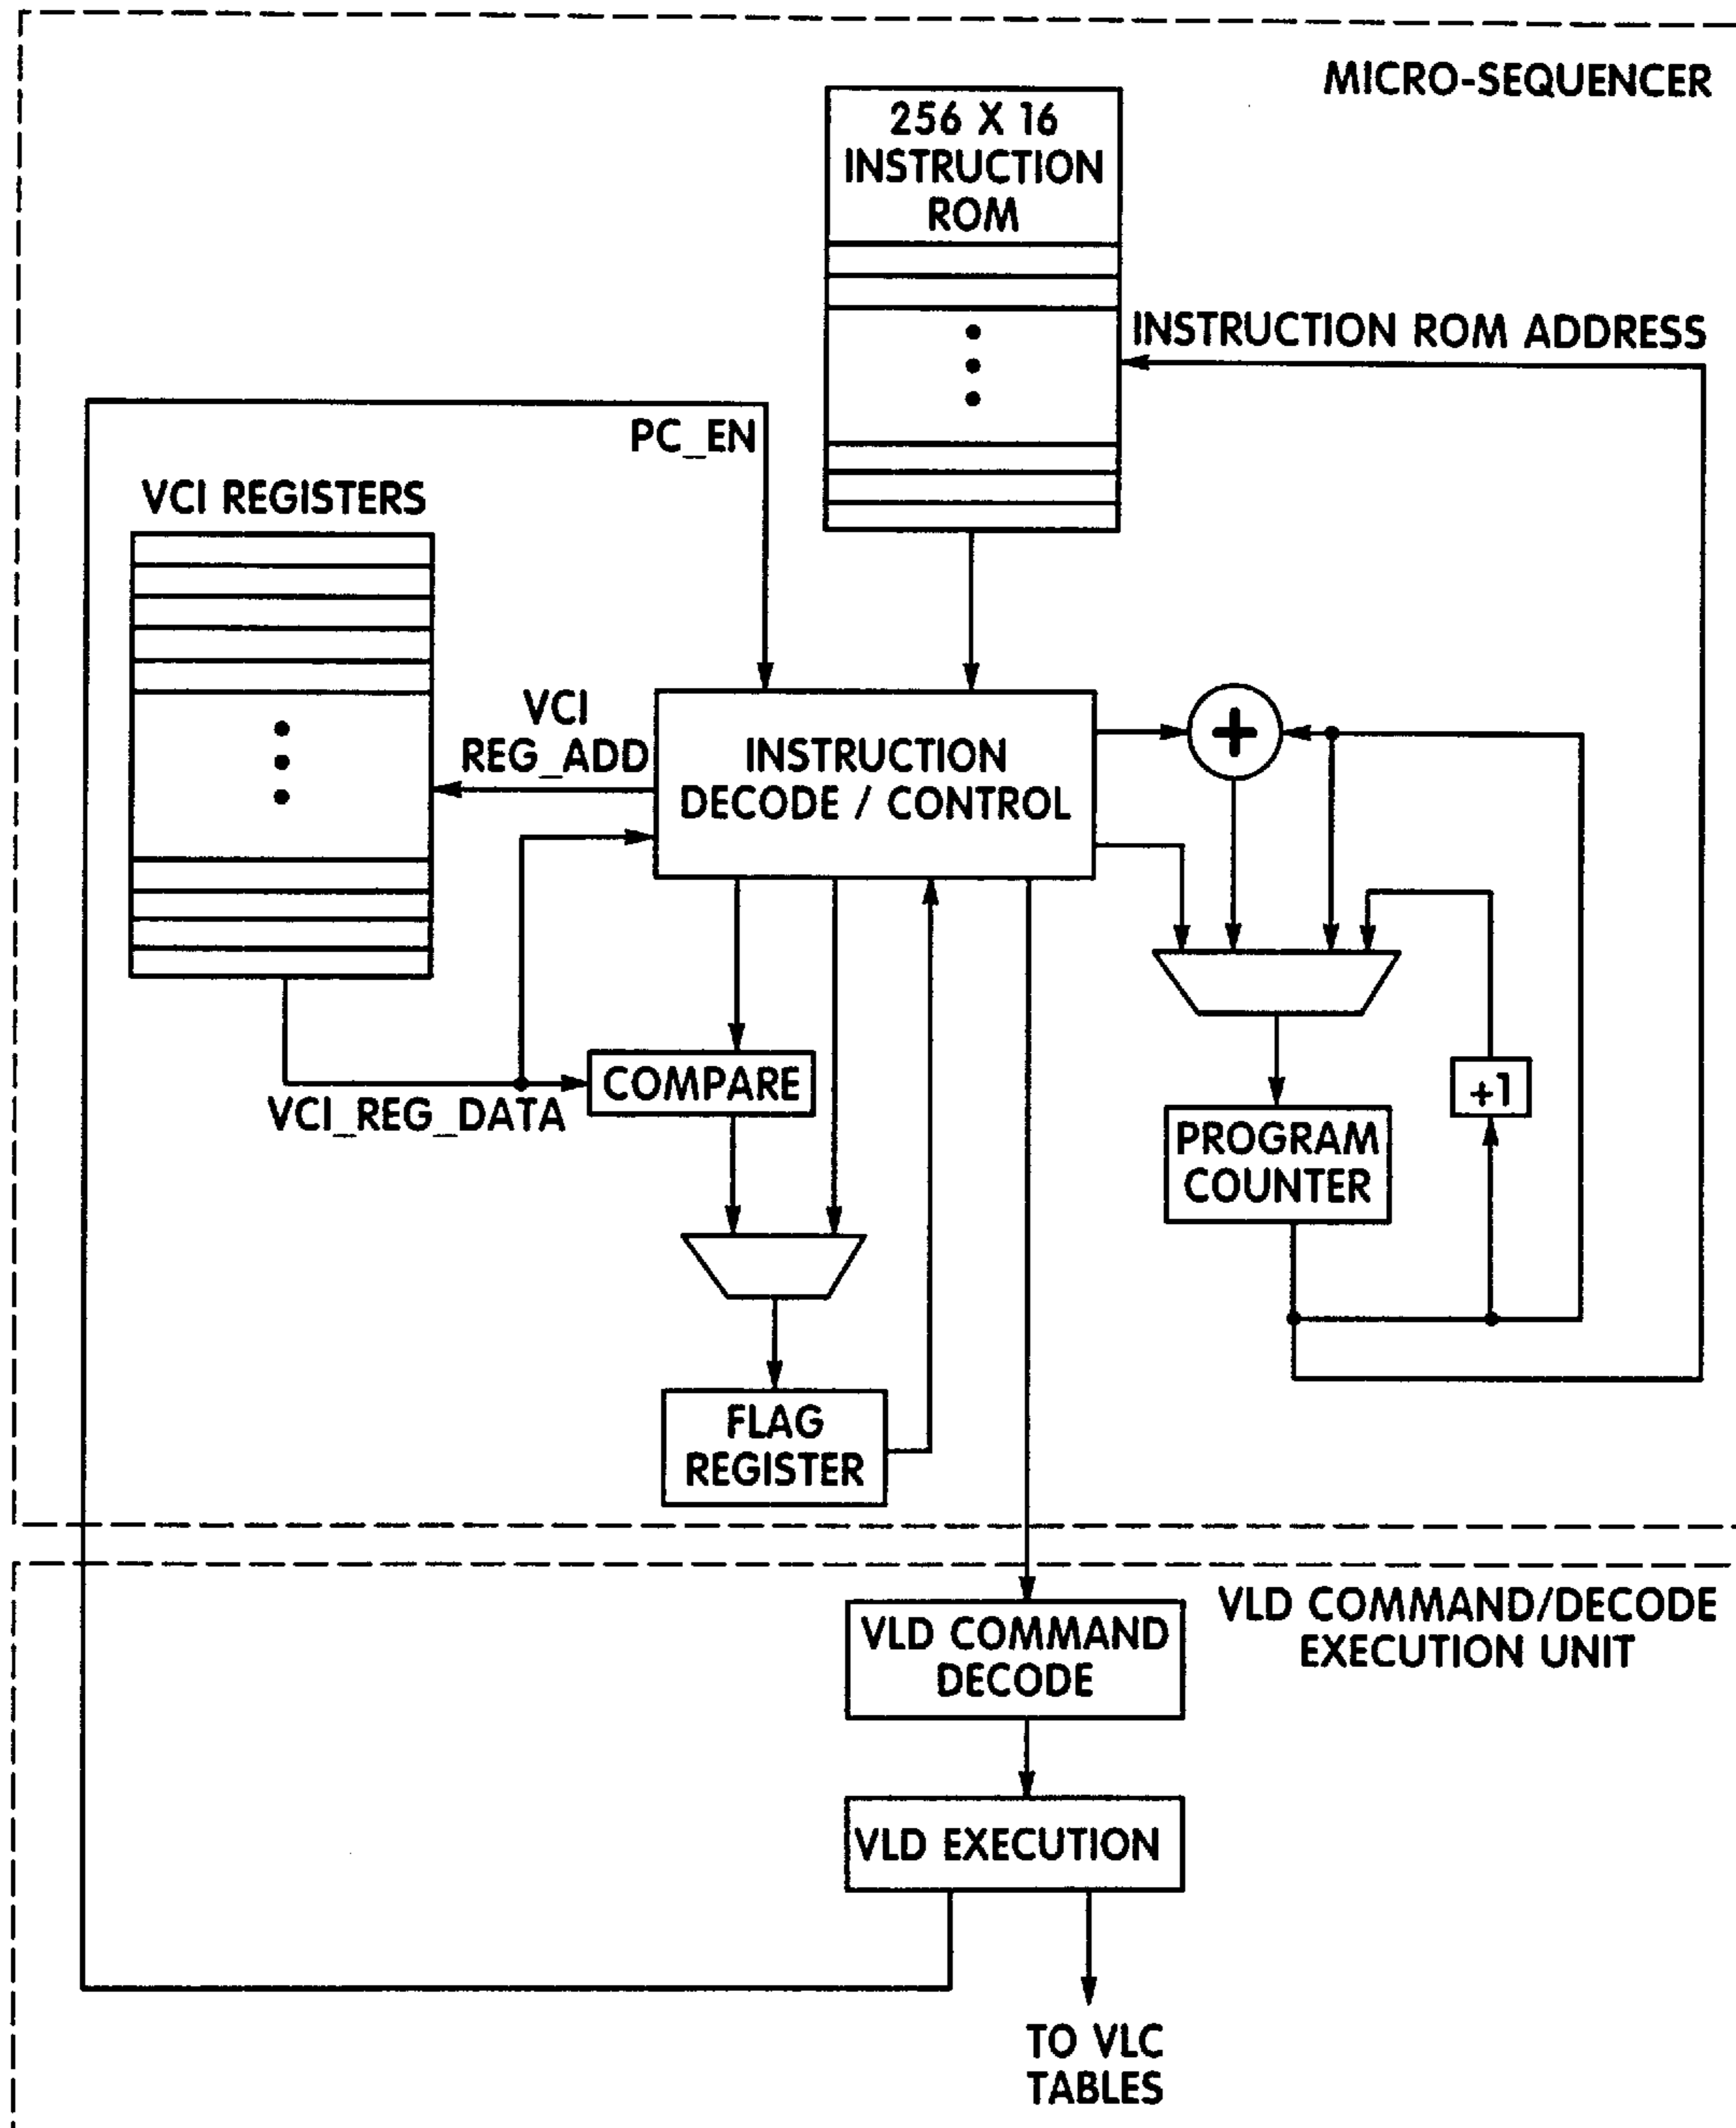 MICRO-SEQUENCER
256 X 16
INSTRUCTION
ROM
INSTRUCTION ROM ADDRESS
PC_EN
VCI REGISTERS
VCI
REG_ADD
INSTRUCTION
DECODE / CONTROL
+
COMPARE
VCI_REG_DATA
+1
PROGRAM
COUNTER
FLAG
REGISTER
VLD COMMAND/DECODE
EXECUTION UNIT
VLD COMMAND
DECODE
VLD EXECUTION
TO VLC
TABLES